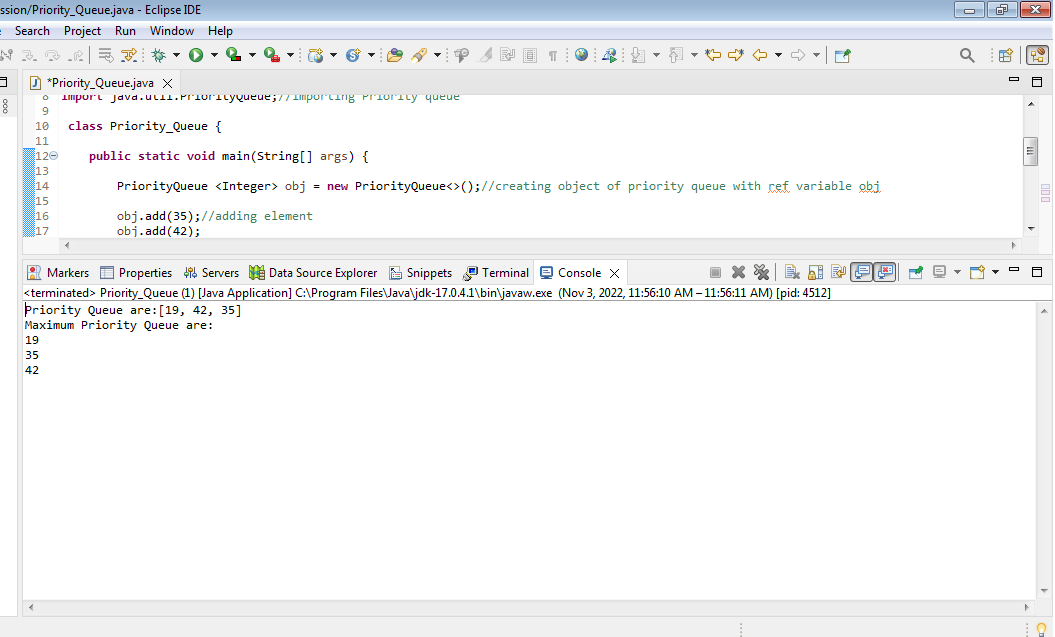 ssion/Priority_Queue.java - Eclipse IDE
Search Project Run Window Help
*Priority_Queue.java
8 import java.util.PriorityQueue;//importing Priority queue
9
10 class Priority_Queue {
11
12 public static void main(String[] args) {
13
14 PriorityQueue <Integer> obj = new PriorityQueue<>();//creating object of priority queue with ref variable obj
15
16 obj.add(35);//adding element
17 obj.add(42);
Markers Properties Servers Data Source Explorer Snippets Terminal Console
<terminated> Priority_Queue (1) [Java Application] C:\Program Files\Java\jdk-17.0.4.1\bin\javaw.exe (Nov 3, 2022, 11:56:10 AM – 11:56:11 AM) [pid: 4512]
Priority Queue are:[19, 42, 35]
Maximum Priority Queue are:
19
35
42